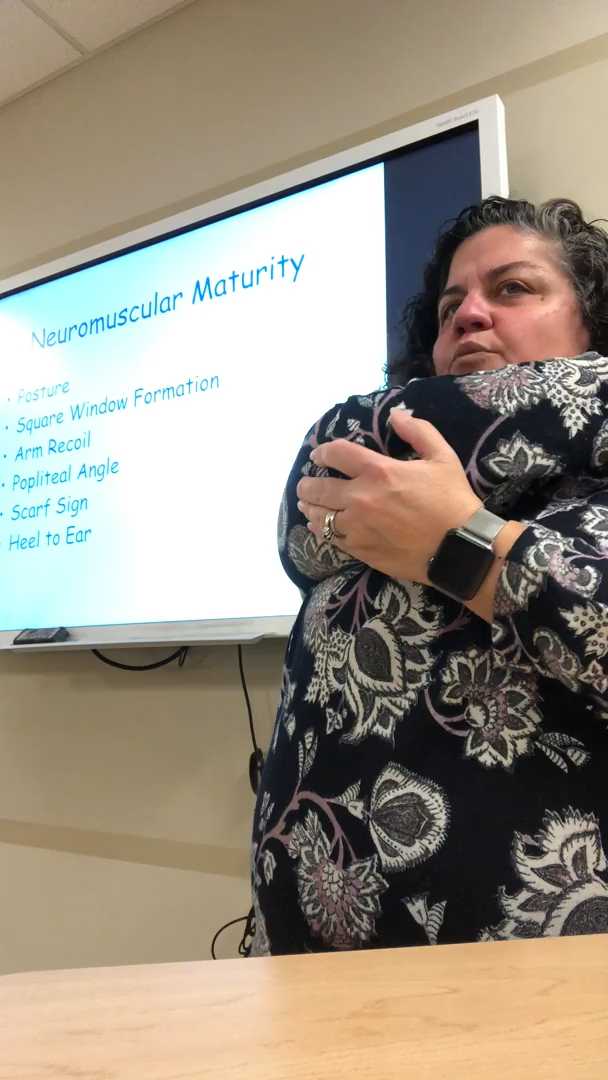 Neuromuscular Maturity
• Posture
• Square Window Formation
• Arm Recoil
• Popliteal Angle
• Scarf Sign
• Heel to Ear